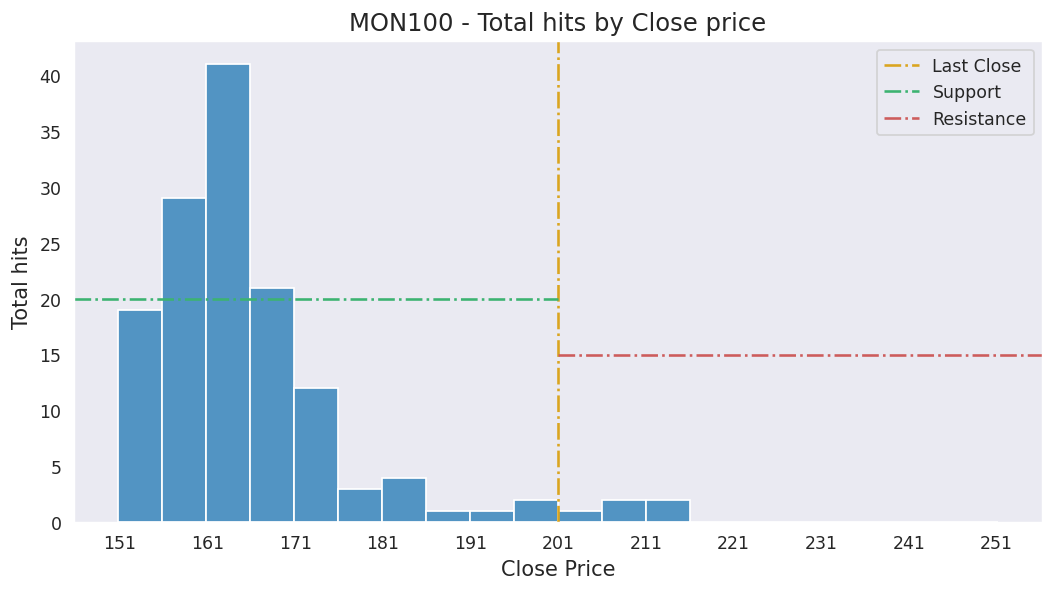 MON100 - Total hits by Close price
Last Close
Support
Resistance
Total hits
40
35
30
25
20
15
10
5
0
151 161 171 181 191 201 211 221 231 241 251
Close Price